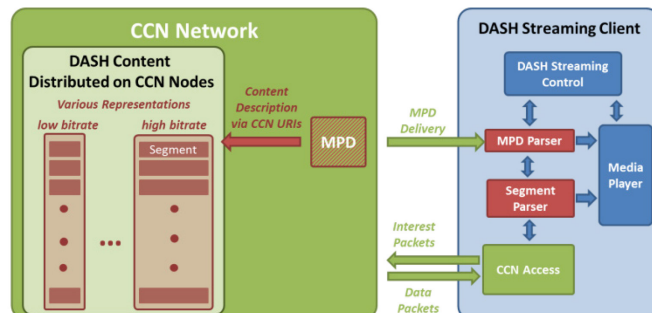 CCN Network
DASH Content
Distributed on CCN Nodes
Various Representations
low bitrate
high bitrate
Segment
...
Content
Description
via CCN URIs
MPD
MPD
Delivery
Interest
Packets
Data
Packets
DASH Streaming Client
DASH Streaming
Control
MPD Parser
Media
Player
Segment
Parser
CCN Access